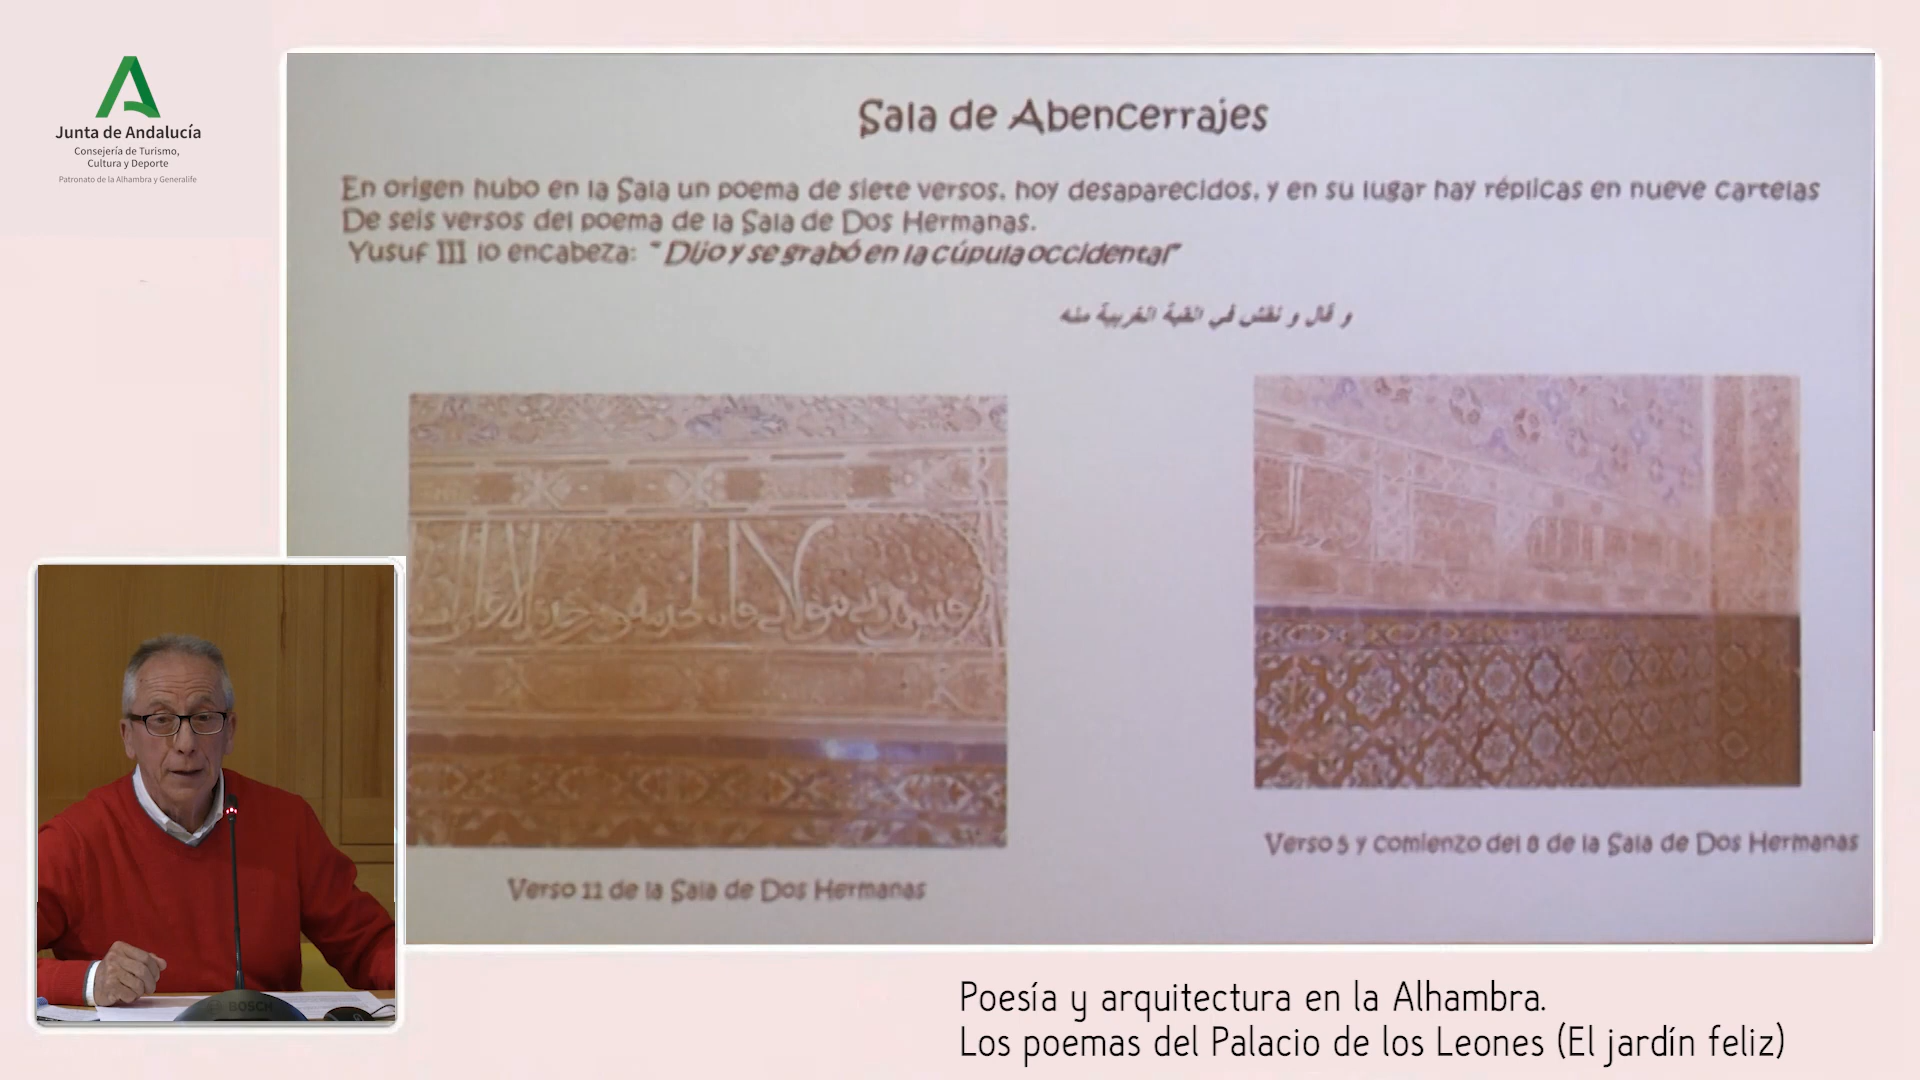 Junta de Andalucía
Consejería de Turismo,
Cultura y Deporte
Patronato de la Alhambra y Generalife
Sala de Abencerrajes
En origen hubo en la Sala un poema de siete versos, hoy desaparecidos, y en su lugar hay réplicas en nueve cartelas
De seis versos del poema de la Sala de Dos Hermanas.
Yusuf III lo encabeza: "Dijo y se grabó en la cúpula occidental"
و قال و نقش في القبة الغربية منه
Verso 11 de la Sala de Dos Hermanas
Verso 5 y comienzo del 8 de la Sala de Dos Hermanas
BOSCH
Poesía y arquitectura en la Alhambra.
Los poemas del Palacio de los Leones (El jardín feliz)